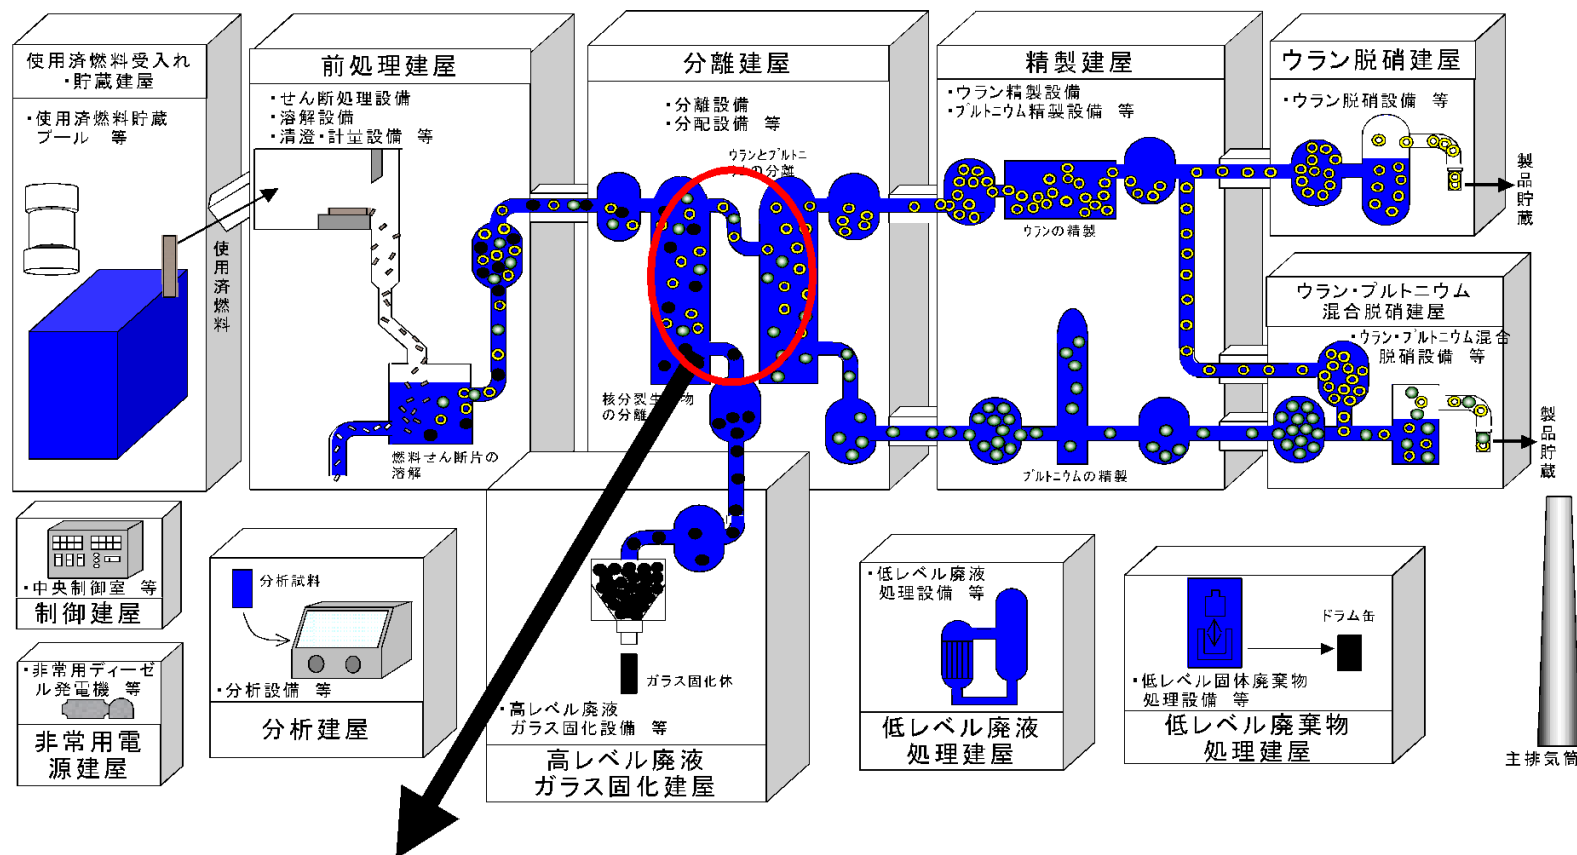 使用済燃料受入れ
・貯蔵建屋
・使用済燃料貯蔵
プール 等
使用済燃料
前処理建屋
・せん断処理設備
・溶解設備
・清澄・計量設備 等
燃料せん断片の
溶解
分離建屋
・分離設備
・分配設備 等
ウランとプルトニ
ウムの分離
核分裂生 物
の分離
精製建屋
・ウラン精製設備
・プルトニウム精製設備 等
ウランの精製
プルトニウムの精製
ウラン脱硝建屋
・ウラン脱硝設備 等
製品貯蔵
ウラン・プルトニウム
混合脱硝建屋
・ウラン・プルトニウム混合
脱硝設備 等
製品貯蔵
・中央制御室 等
制御建屋
・非常用ディーゼ
ル発電機 等
非常用電
源建屋
分析試料
・分析設備 等
分析建屋
ガラス固化体
・高レベル廃液
ガラス固化設備 等
高レベル廃液
ガラス固化建屋
・低レベル廃液
処理設備 等
低レベル廃液
処理建屋
ドラム缶
・低レベル固体廃棄物
処理設備 等
低レベル廃棄物
処理建屋
主排気筒